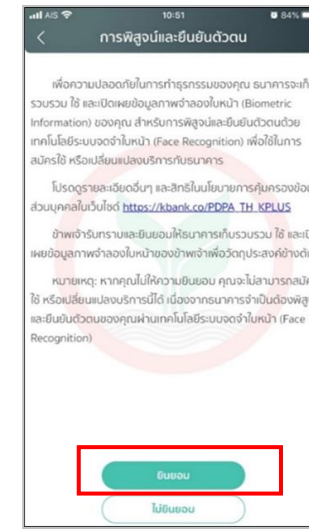 AIS 10:51 84%
การพิสูจน์และยืนยันตัวตน
เพื่อความปลอดภัยในการทำธุรกรรมของคุณ ธนาคารจะเก็
รวบรวม ใช้ และเปิดเผยข้อมูลภาพจำลองใบหน้า (Biometric
Information) ของคุณ สำหรับการพิสูจน์และยืนยันตัวตนด้วย
เทคโนโลยีระบบจดจำใบหน้า (Face Recognition) เพื่อใช้ในการ
สมัครใช้ หรือเปลี่ยนแปลงบริการกับธนาคาร
โปรดดูรายละเอียดอื่นๆ และสิทธิในนโยบายการคุ้มครองข้อ
ส่วนบุคคลในเว็บไซต์ https://kbank.co/PDPA_TH_KPLUS
ข้าพเจ้ารับทราบและยินยอมให้ธนาคารเก็บรวบรวม ใช้ และเปิ
เผยข้อมูลภาพจำลองใบหน้าของข้าพเจ้าเพื่อวัตถุประสงค์ข้างต้
หมายเหตุ: หากคุณไม่ให้ความยินยอม คุณจะไม่สามารถสมัค
ใช้ หรือเปลี่ยนแปลงบริการนี้ได้ เนื่องจากธนาคารจำเป็นต้องพิสู
และยืนยันตัวตนของคุณผ่านเทคโนโลยีระบบจดจำใบหน้า (Face
Recognition)
ยินยอม
ไม่ยินยอม